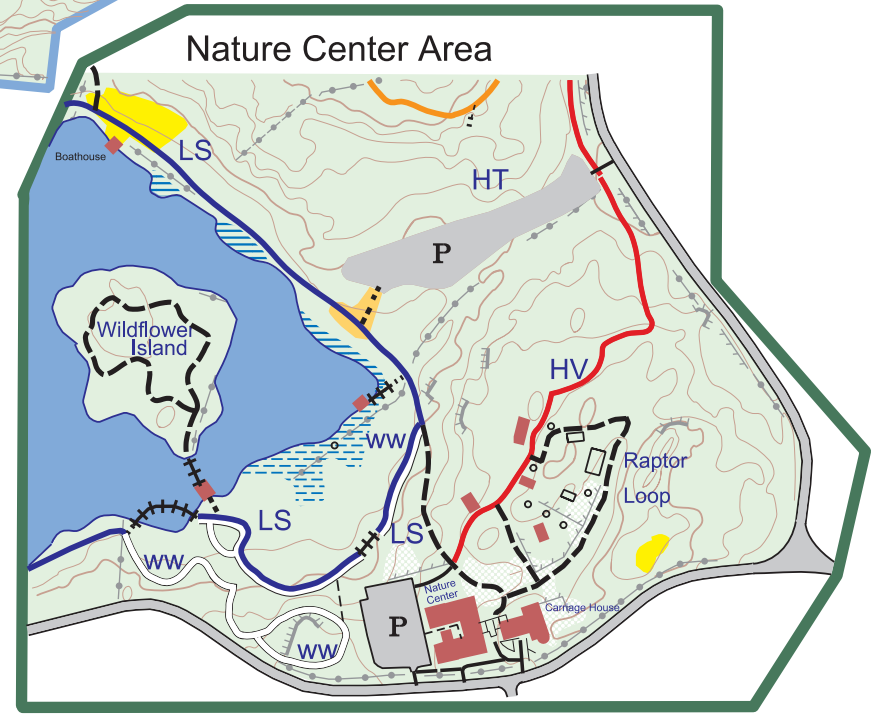 Nature Center Area
Boathouse
LS
HT
P
Wildflower
Island
HV
WW
Raptor
Loop
LS
LS
WW
Nature
Center
Carriage House
P
WW